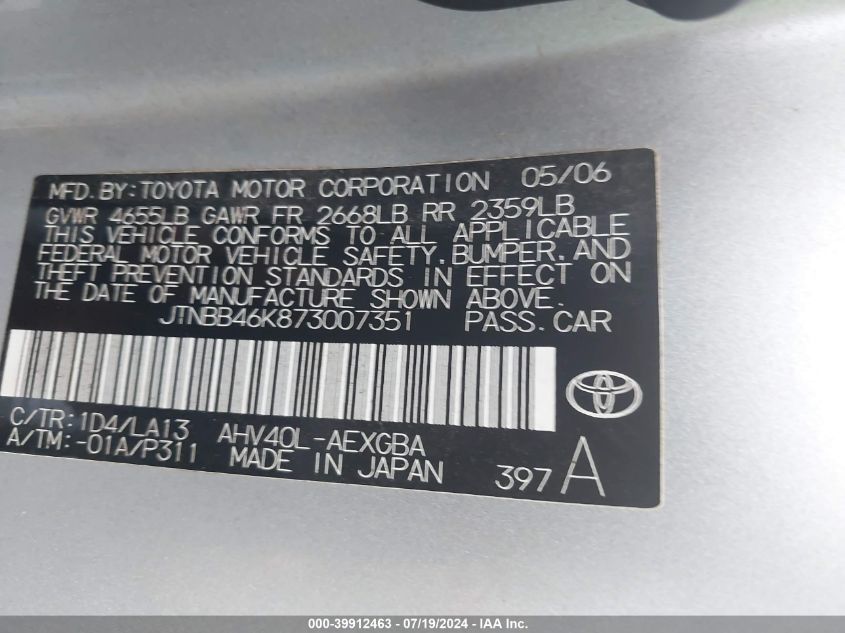 MFD. BY: TOYOTA MOTOR CORPORATION 05/06
GVWR 4655LB GAWR FR 2668LB RR 2359LB
THIS VEHICLE CONFORMS TO ALL APPLICABLE
FEDERAL MOTOR VEHICLE SAFETY, BUMPER, AND
THEFT PREVENTION STANDARDS IN EFFECT ON
THE DATE OF MANUFACTURE SHOWN ABOVE.
JTNBB46K873007351 PASS. CAR
C/TR: 1D4/LA13 AHV40L-AEXGBA
A/TM: -01A/P311 MADE IN JAPAN 397 A
000-39912463 - 07/19/2024 - IAA Inc.